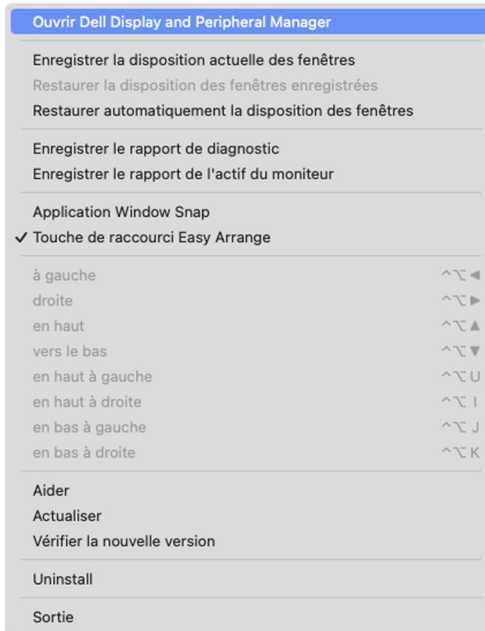 Ouvrir Dell Display and Peripheral Manager
Enregistrer la disposition actuelle des fenêtres
Restaurer la disposition des fenêtres enregistrées
Restaurer automatiquement la disposition des fenêtres
Enregistrer le rapport de diagnostic
Enregistrer le rapport de l'actif du moniteur
Application Window Snap
✓ Touche de raccourci Easy Arrange
à gauche ^⌥◀
droite ^⌥▶
en haut ^⌥▲
vers le bas ^⌥▼
en haut à gauche ^⌥U
en haut à droite ^⌥I
en bas à gauche ^⌥J
en bas à droite ^⌥K
Aider
Actualiser
Vérifier la nouvelle version
Uninstall
Sortie